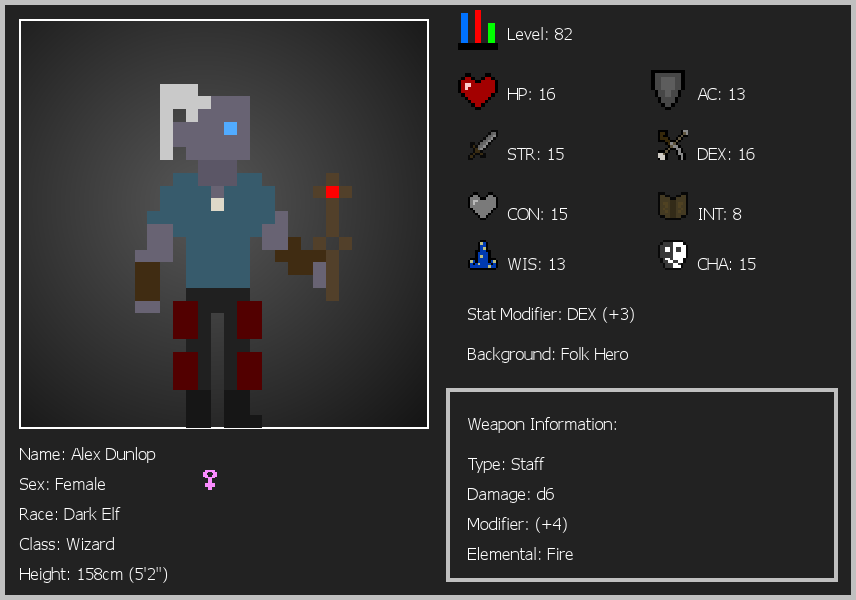 Level: 82
HP: 16
AC: 13
STR: 15
DEX: 16
CON: 15
INT: 8
WIS: 13
CHA: 15
Stat Modifier: DEX (+3)
Background: Folk Hero
Weapon Information:
Type: Staff
Damage: d6
Modifier: (+4)
Elemental: Fire
Name: Alex Dunlop
Sex: Female
Race: Dark Elf
Class: Wizard
Height: 158cm (5'2")